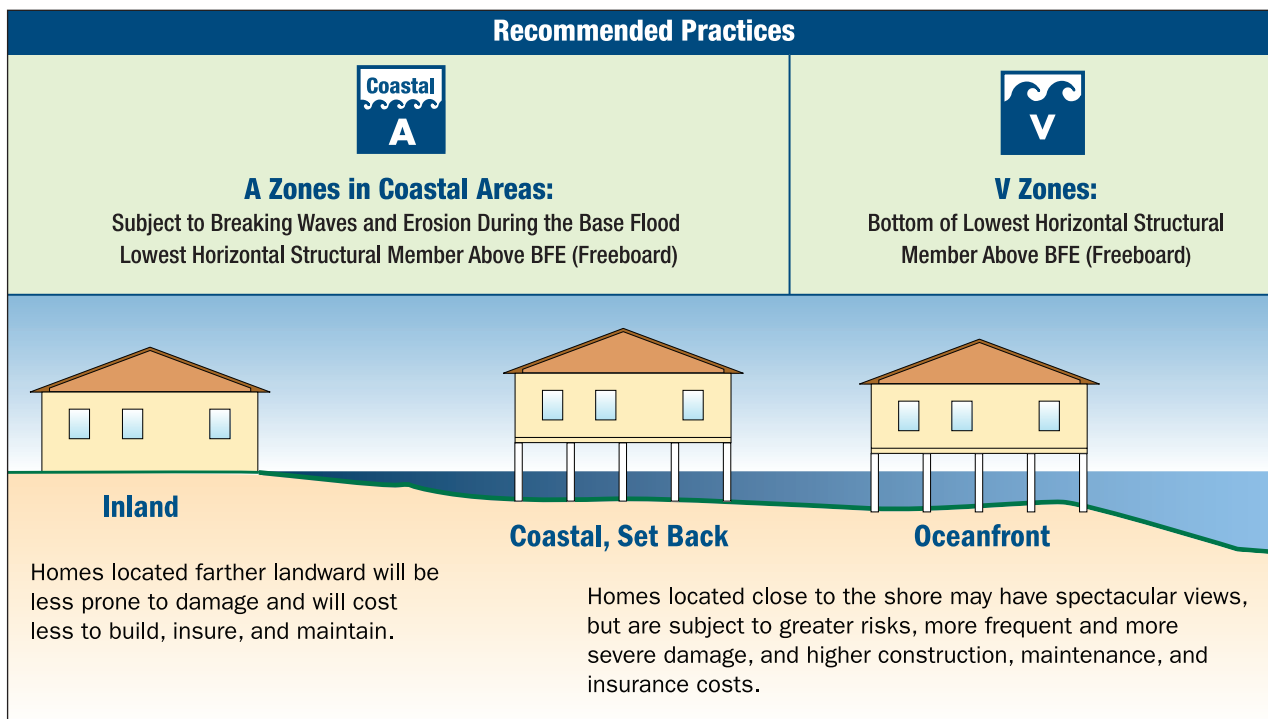 Recommended Practices
Coastal
A
A Zones in Coastal Areas:
Subject to Breaking Waves and Erosion During the Base Flood
Lowest Horizontal Structural Member Above BFE (Freeboard)
V
V Zones:
Bottom of Lowest Horizontal Structural
Member Above BFE (Freeboard)
Inland
Homes located farther landward will be
less prone to damage and will cost
less to build, insure, and maintain.
Coastal, Set Back
Oceanfront
Homes located close to the shore may have spectacular views,
but are subject to greater risks, more frequent and more
severe damage, and higher construction, maintenance, and
insurance costs.